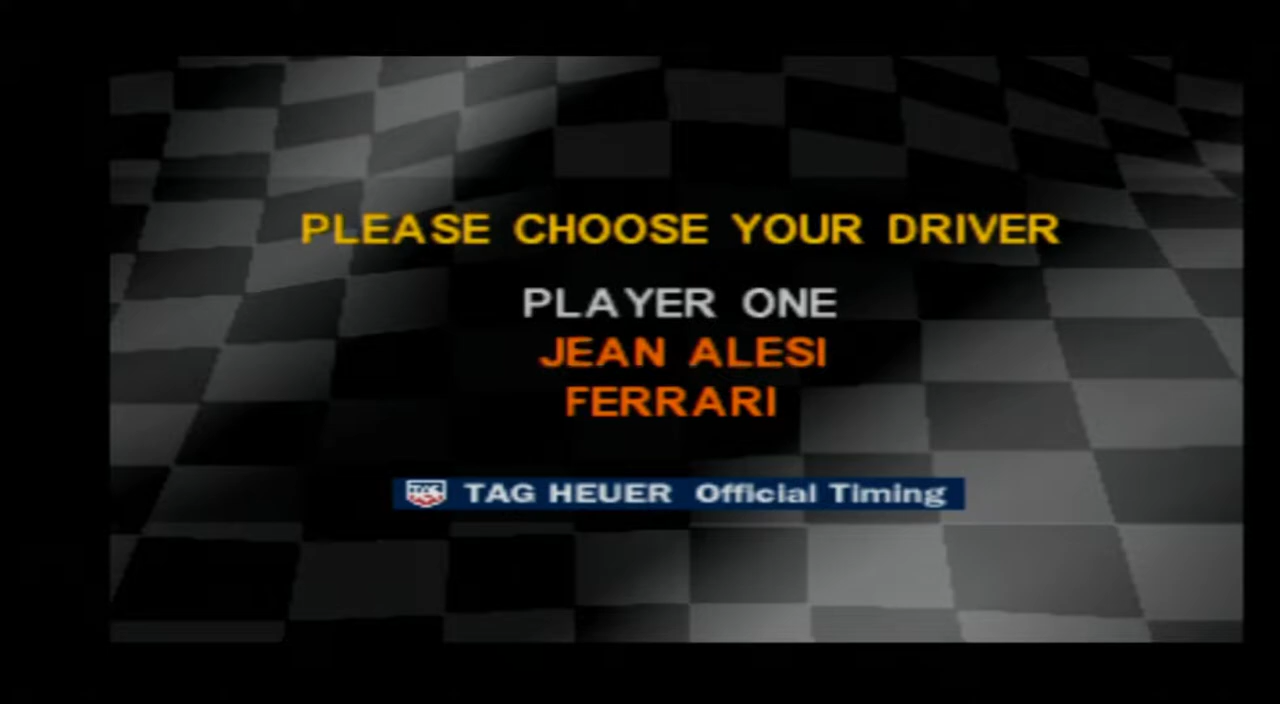 PLEASE CHOOSE YOUR DRIVER
PLAYER ONE
JEAN ALESI
FERRARI
TAG HEUER Official Timing